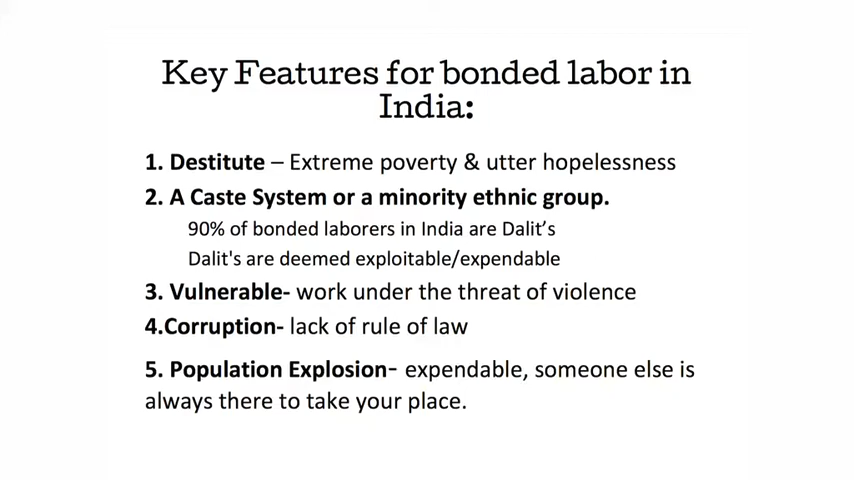 Key Features for bonded labor in
India:
1. Destitute – Extreme poverty & utter hopelessness
2. A Caste System or a minority ethnic group.
90% of bonded laborers in India are Dalit’s
Dalit's are deemed exploitable/expendable
3. Vulnerable- work under the threat of violence
4.Corruption- lack of rule of law
5. Population Explosion- expendable, someone else is
always there to take your place.